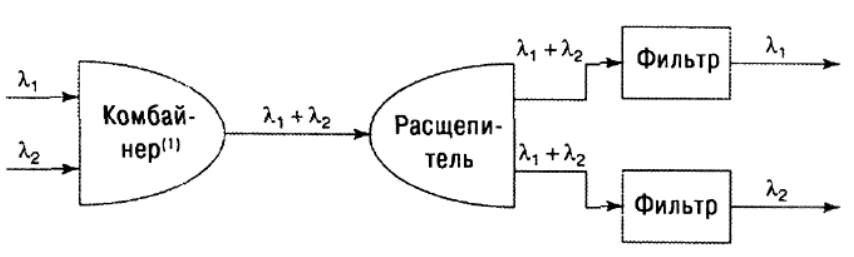 λ₁
λ₂
Комбай-
нер⁽¹⁾
λ₁ + λ₂
Расщепи-
тель
λ₁ + λ₂
Фильтр
λ₁
λ₁ + λ₂
Фильтр
λ₂